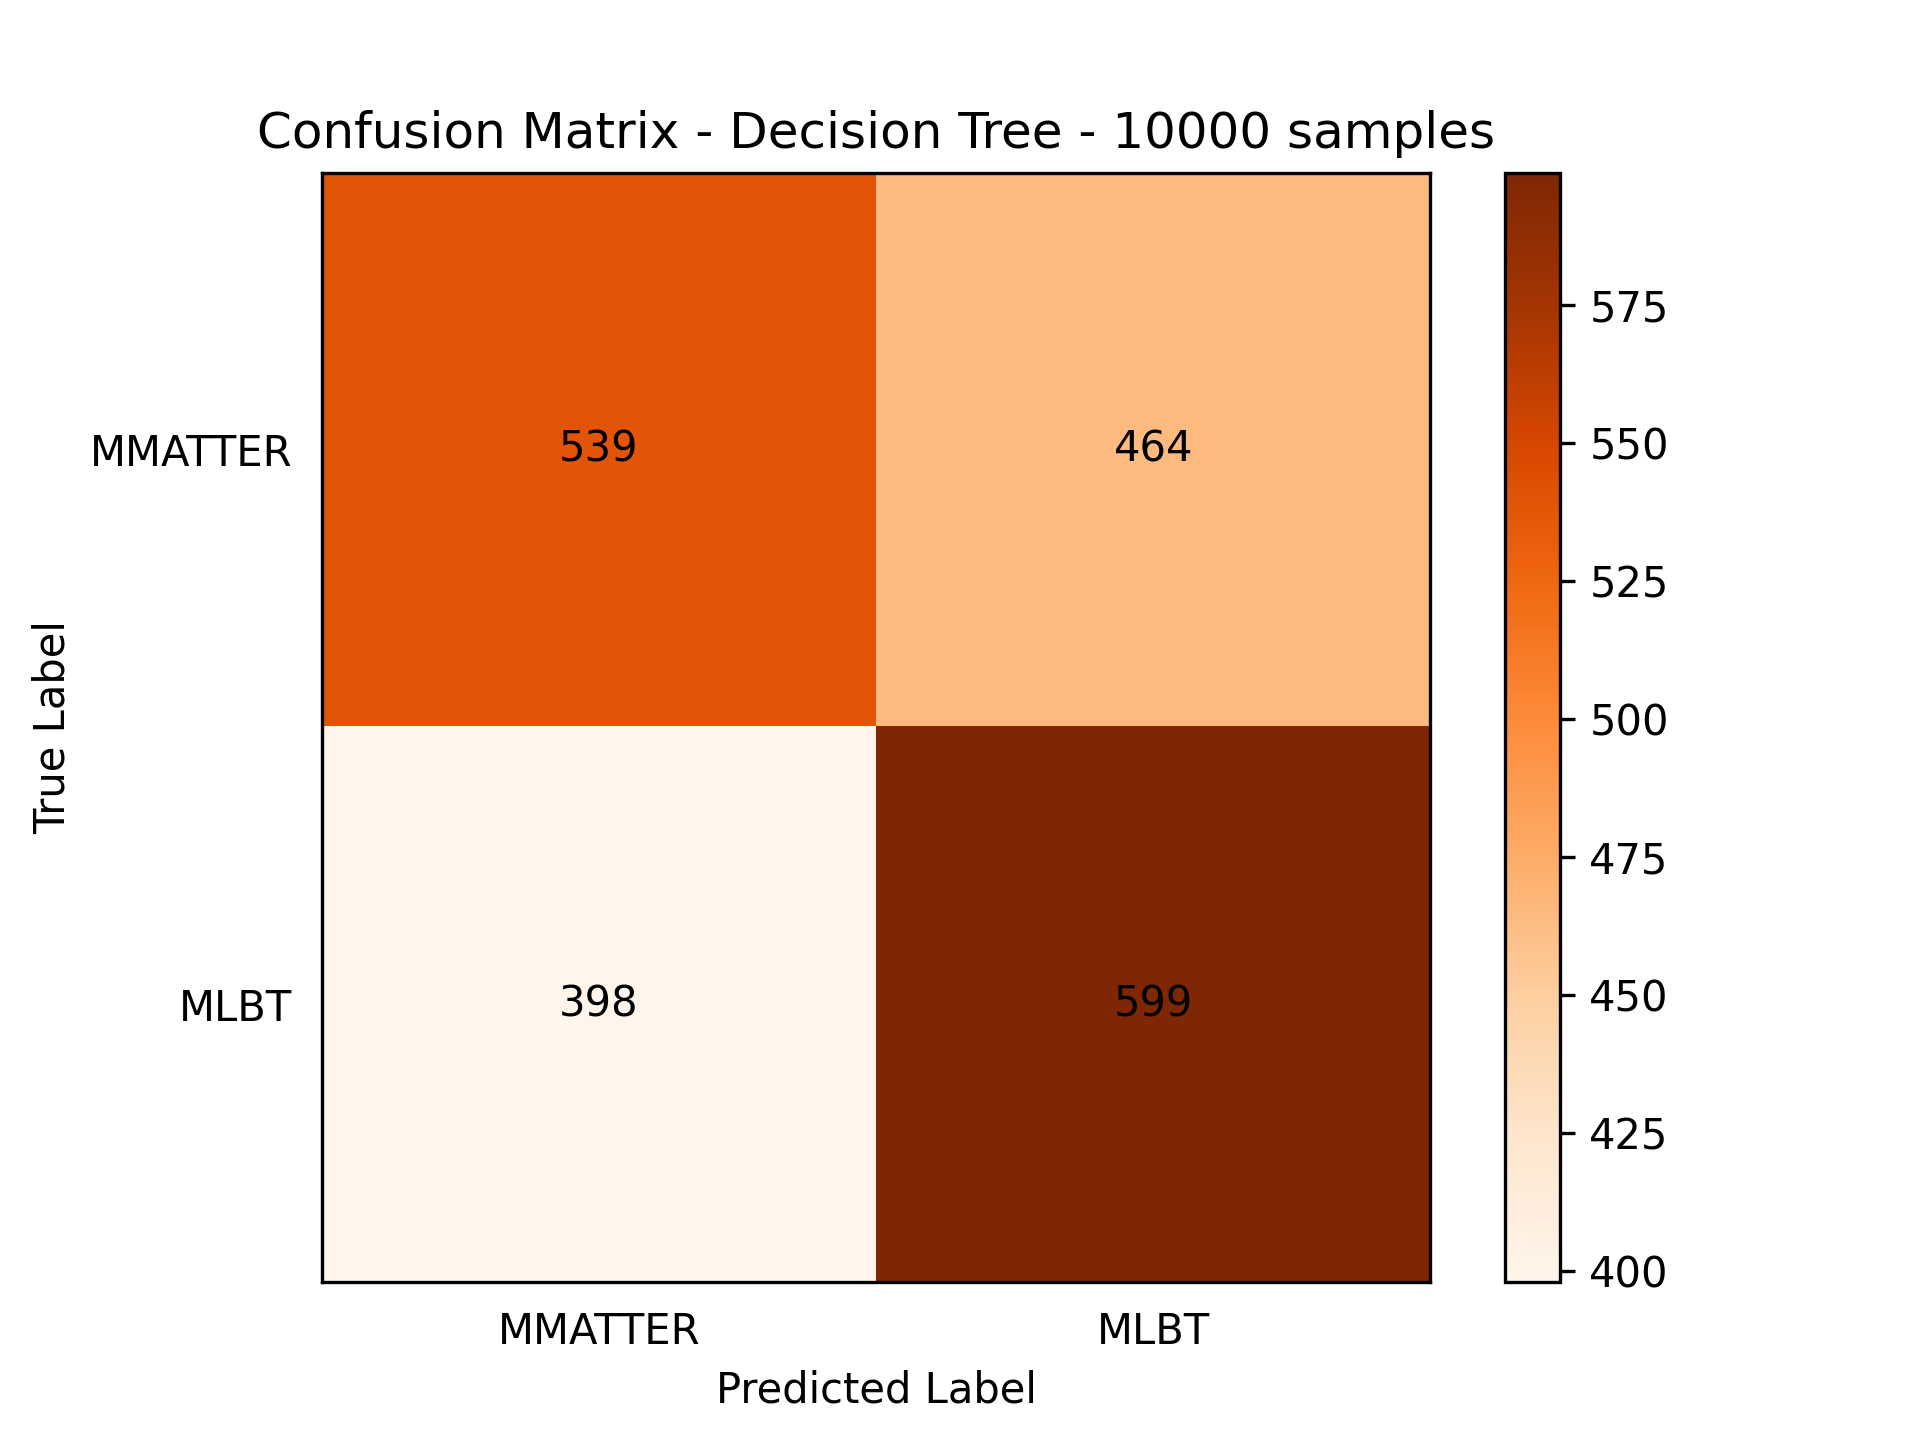 Confusion Matrix - Decision Tree - 10000 samples
MMATTER
539
464
MLBT
398
599
True Label
MMATTER
MLBT
Predicted Label
575
550
525
500
475
450
425
400